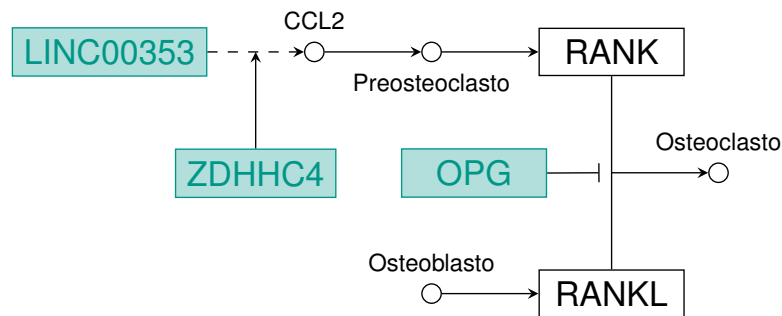 CCL2
LINC00353
RANK
Preosteoclasto
Osteoclasto
ZDHHC4
OPG
Osteoblasto
RANKL